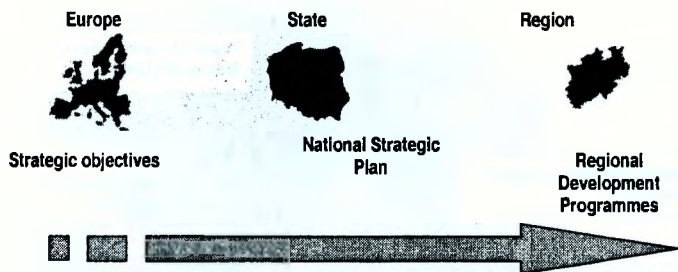 Europe
State
Region
Strategic objectives
National Strategic
Plan
Regional
Development
Programmes